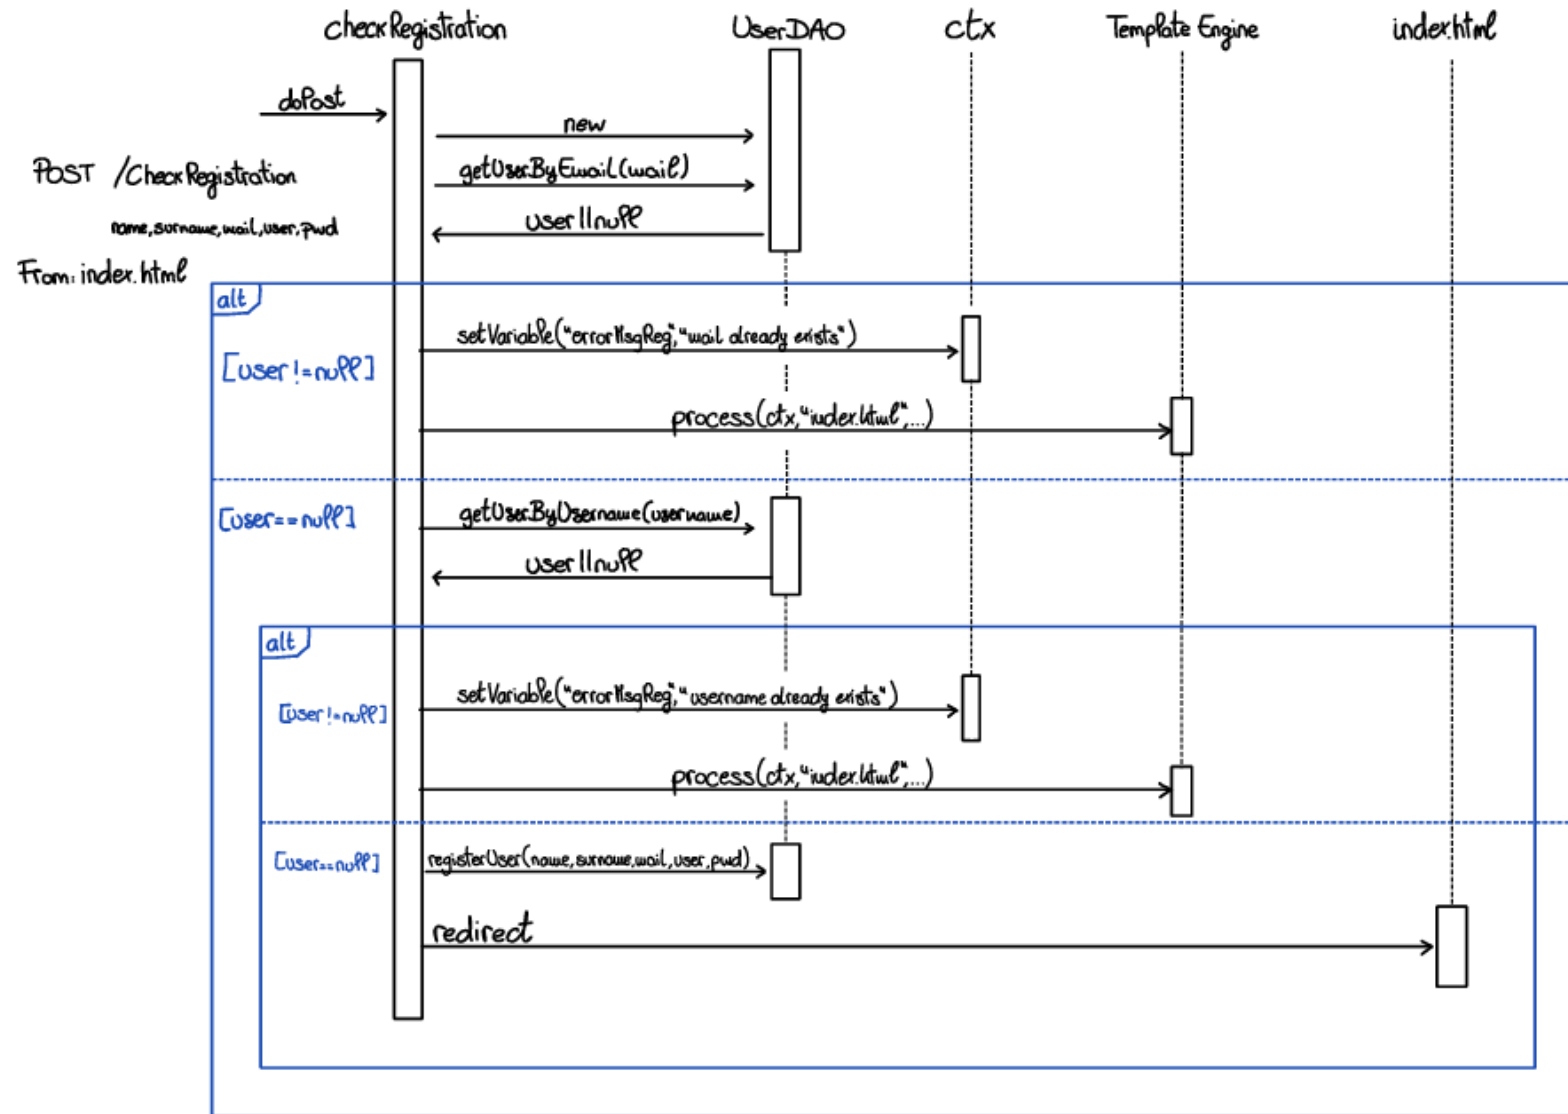 checkRegistration UserDAO ctx Template Engine index.html
doPost
new
POST /CheckRegistration
getUserByEmail(mail)
name,surname,mail,user,pwd
user||null
From: index.html
alt
setVariable("errorMsgReg","mail already exists")
[user!=null]
process(ctx,"index.html",...)
[user==null]
getUserByUsername(username)
user||null
alt
setVariable("errorMsgReg","username already exists")
[user!=null]
process(ctx,"index.html",...)
[user==null]
registerUser(name,surname,mail,user,pwd)
redirect